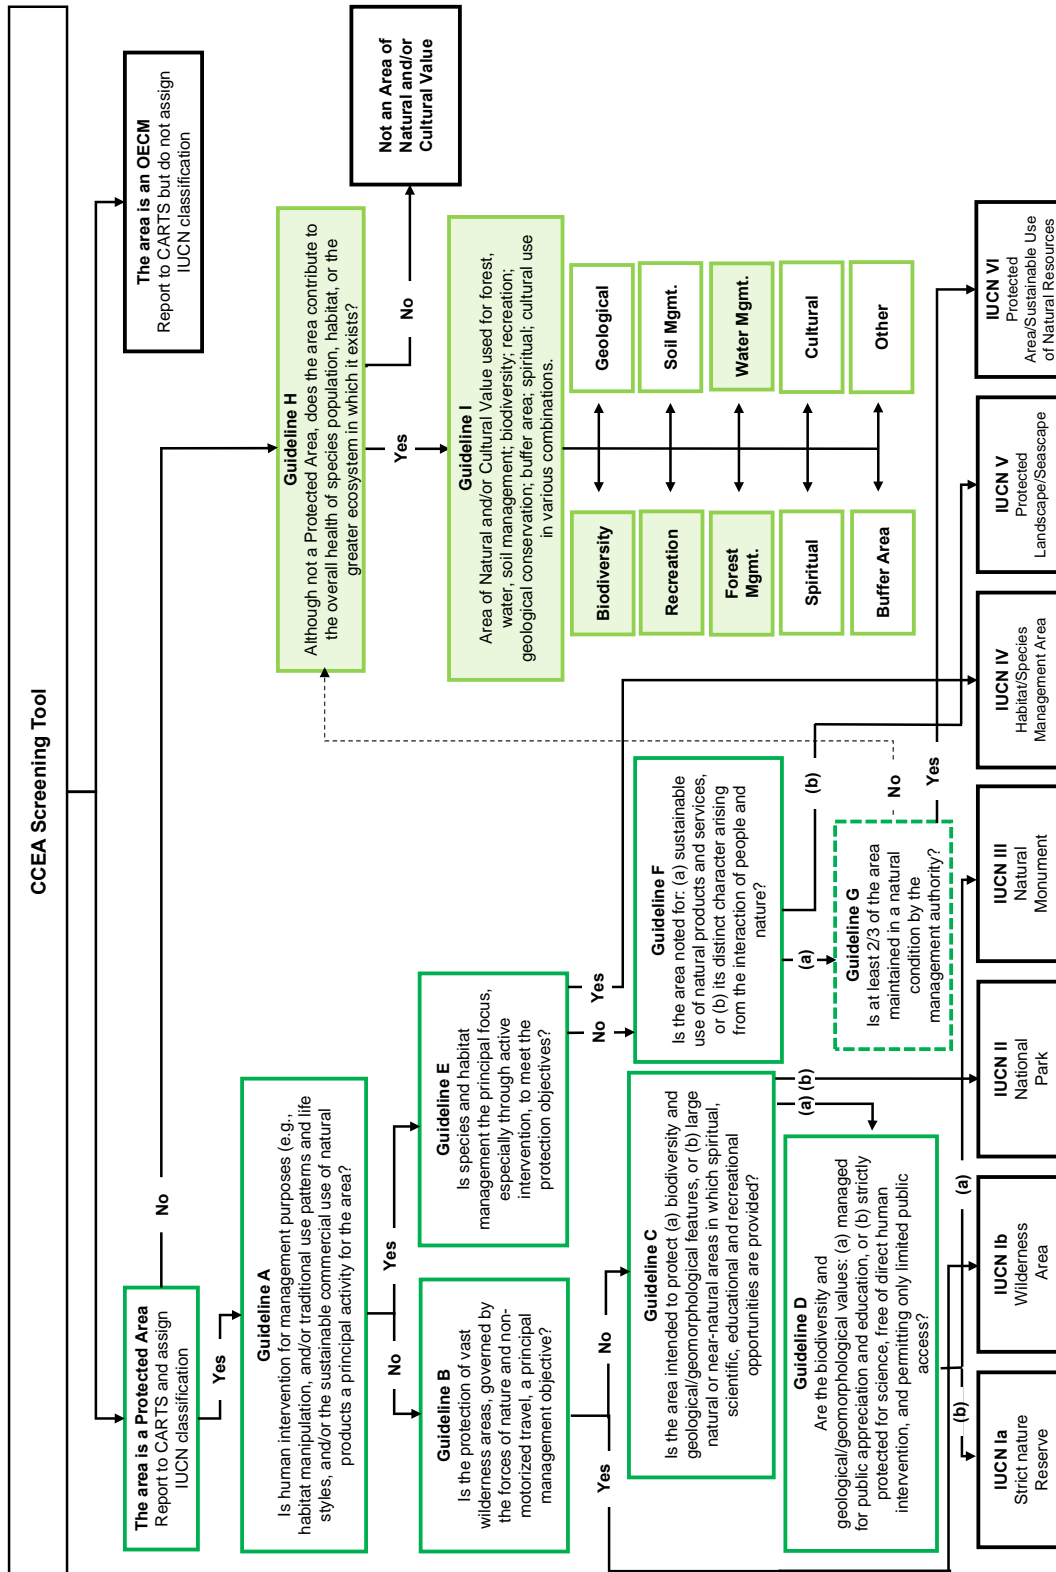 CCEA Screening Tool
The area is a Protected Area
Report to CARTS and assign
IUCN classification
The area is an OECM
Report to CARTS but do not assign
IUCN classification
Yes
No
Guideline A
Is human intervention for management purposes (e.g.,
habitat manipulation, and/or traditional use patterns and life
styles, and/or the sustainable commercial use of natural
products a principal activity for the area?
Guideline H
Although not a Protected Area, does the area contribute to
the overall health of species population, habitat, or the
greater ecosystem in which it exists?
Not an Area of
Natural and/or
Cultural Value
No
Yes
Yes
No
Guideline B
Is the protection of vast
wilderness areas, governed by
the forces of nature and non-
motorized travel, a principal
management objective?
Guideline E
Is species and habitat
management the principal focus,
especially through active
intervention, to meet the
protection objectives?
Guideline I
Area of Natural and/or Cultural Value used for forest,
water, soil management; biodiversity; recreation;
geological conservation; buffer area; spiritual; cultural use
in various combinations.
Yes
No
No
Yes
Biodiversity
Geological
Recreation
Soil Mgmt.
Forest
Mgmt.
Water Mgmt.
Spiritual
Cultural
Buffer Area
Other
Guideline C
Is the area intended to protect (a) biodiversity and
geological/geomorphological features, or (b) large
natural or near-natural areas in which spiritual,
scientific, educational and recreational
opportunities are provided?
Guideline F
Is the area noted for: (a) sustainable
use of natural products and services,
or (b) its distinct character arising
from the interaction of people and
nature?
(a)
(b)
(a)
(b)
Guideline D
Are the biodiversity and
geological/geomorphological values: (a) managed
for public appreciation and education, or (b) strictly
protected for science, free of direct human
intervention, and permitting only limited public
access?
Guideline G
Is at least 2/3 of the area
maintained in a natural
condition by the
management authority?
No
Yes
(b)
(a)
IUCN Ia
Strict nature
Reserve
IUCN Ib
Wilderness
Area
IUCN II
National
Park
IUCN III
Natural
Monument
IUCN IV
Habitat/Species
Management Area
IUCN V
Protected
Landscape/Seascape
IUCN VI
Protected
Area/Sustainable Use
of Natural Resources